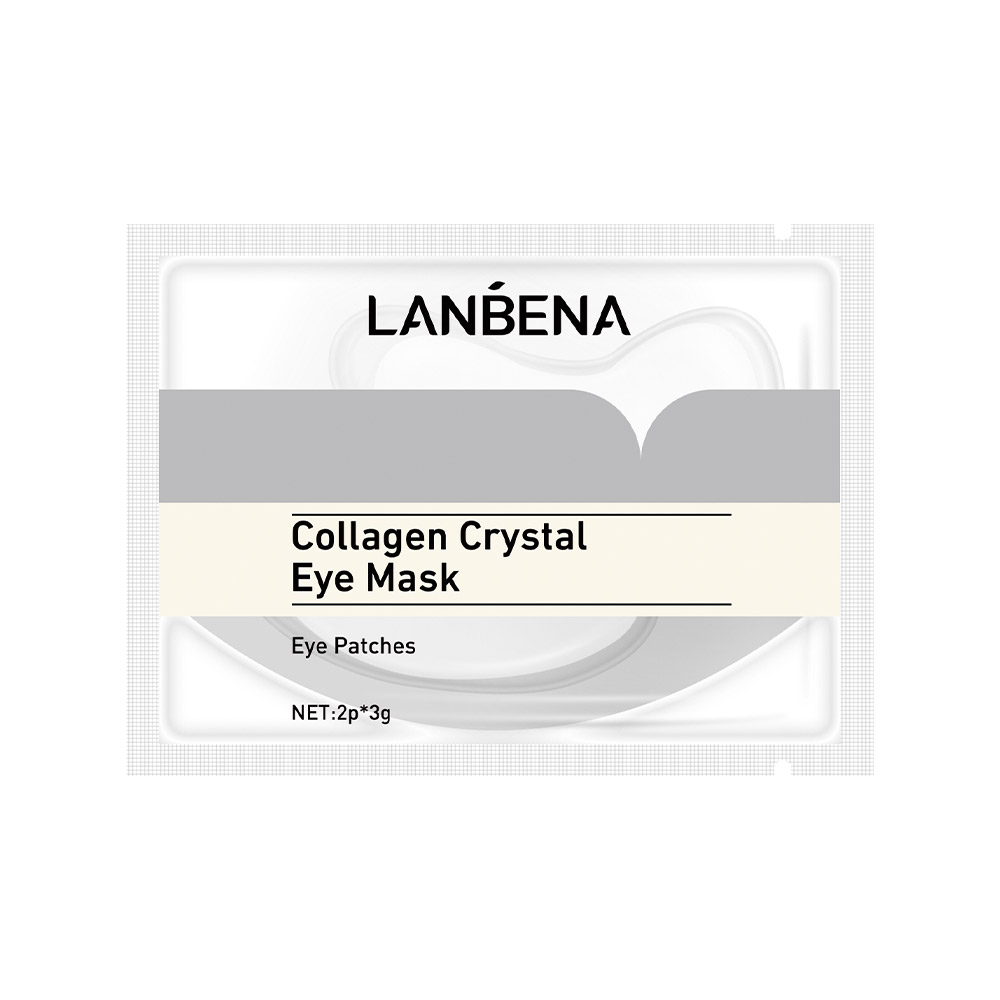 LANBENA
Collagen Crystal
Eye Mask
Eye Patches
NET:2p*3g